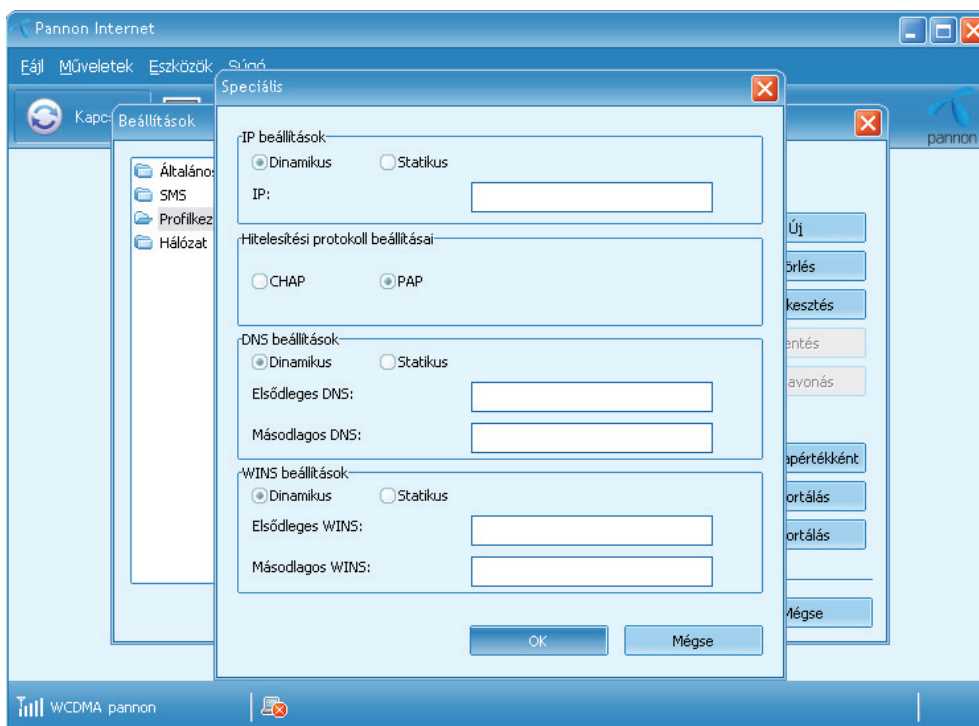 Pannon Internet
Fájl Műveletek Eszközök Súgó
pannon
Beállítások
SMS
Hálózat
Új
Speciális
IP beállítások
Dinamikus Statikus
IP:
Hitelesítési protokoll beállításai
CHAP PAP
DNS beállítások
Dinamikus Statikus
Elsődleges DNS:
Másodlagos DNS:
WINS beállítások
Dinamikus Statikus
Elsődleges WINS:
Másodlagos WINS:
OK Mégse
Mégse
WCDMA pannon